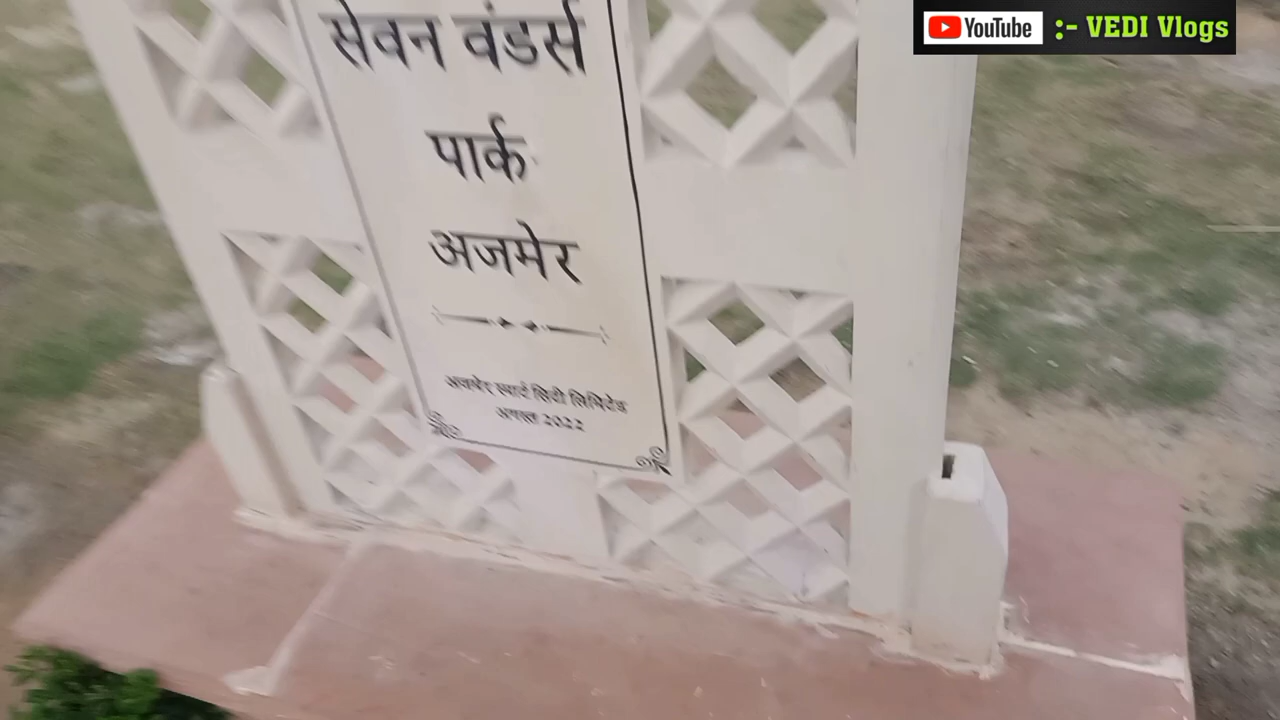 YouTube :- VEDI Vlogs
सेवन वंडर्स
पार्क
अजमेर
अजमेर स्मार्ट सिटी लिमिटेड
अगस्त 2022